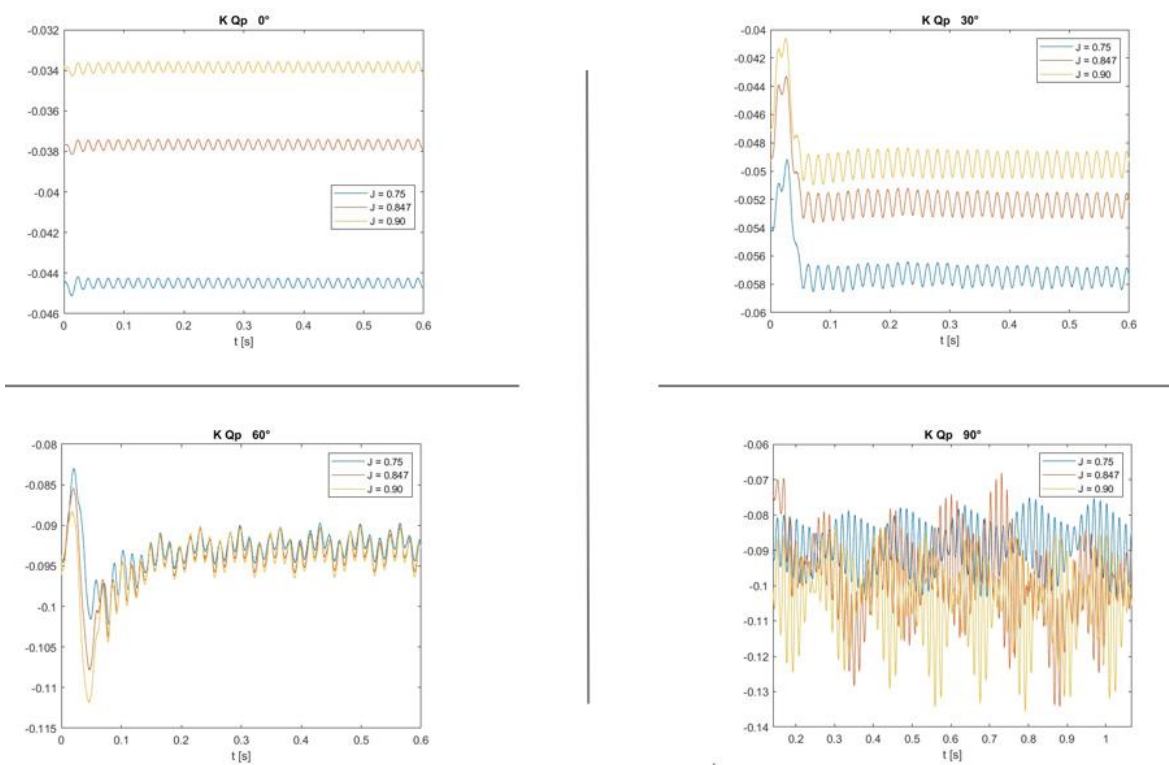 K Qp 0°
-0.032
-0.034
-0.036
-0.038
-0.04
-0.042
-0.044
-0.046
J = 0.75
J = 0.847
J = 0.90
0 0.1 0.2 0.3 0.4 0.5 0.6
t [s]
K Qp 30°
-0.04
-0.042
-0.044
-0.046
-0.048
-0.05
-0.052
-0.054
-0.056
-0.058
-0.06
J = 0.75
J = 0.847
J = 0.90
0 0.1 0.2 0.3 0.4 0.5 0.6
t [s]
K Qp 60°
-0.08
-0.085
-0.09
-0.095
-0.1
-0.105
-0.11
-0.115
J = 0.75
J = 0.847
J = 0.90
0 0.1 0.2 0.3 0.4 0.5 0.6
t [s]
K Qp 90°
-0.06
-0.07
-0.08
-0.09
-0.1
-0.11
-0.12
-0.13
-0.14
J = 0.75
J = 0.847
J = 0.90
0.2 0.3 0.4 0.5 0.6 0.7 0.8 0.9 1
t [s]